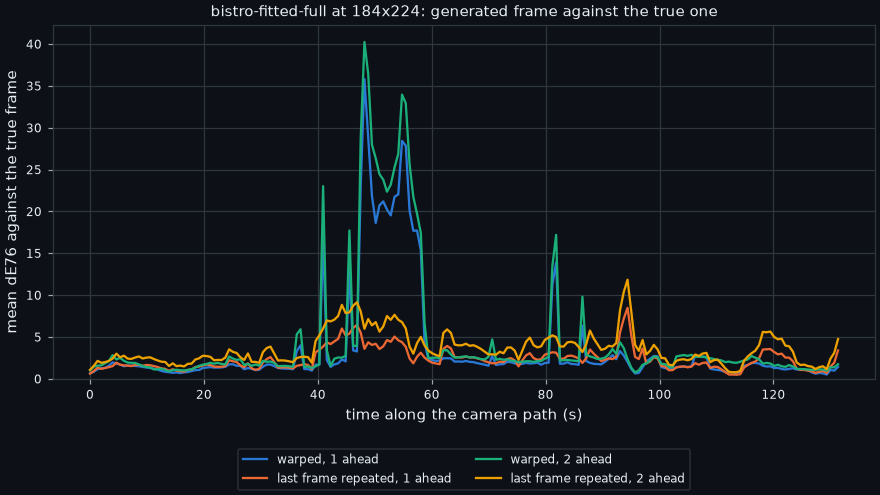 bistro-fitted-full at 184x224: generated frame against the true one
mean dE76 against the true frame
40
35
30
25
20
15
10
5
0
0 20 40 60 80 100 120
time along the camera path (s)
warped, 1 ahead
last frame repeated, 1 ahead
warped, 2 ahead
last frame repeated, 2 ahead